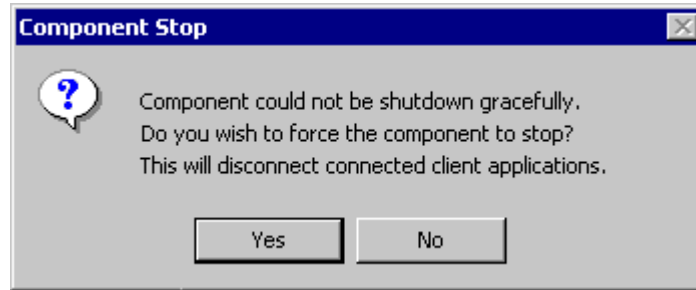 Component Stop
?
Component could not be shutdown gracefully.
Do you wish to force the component to stop?
This will disconnect connected client applications.
Yes
No